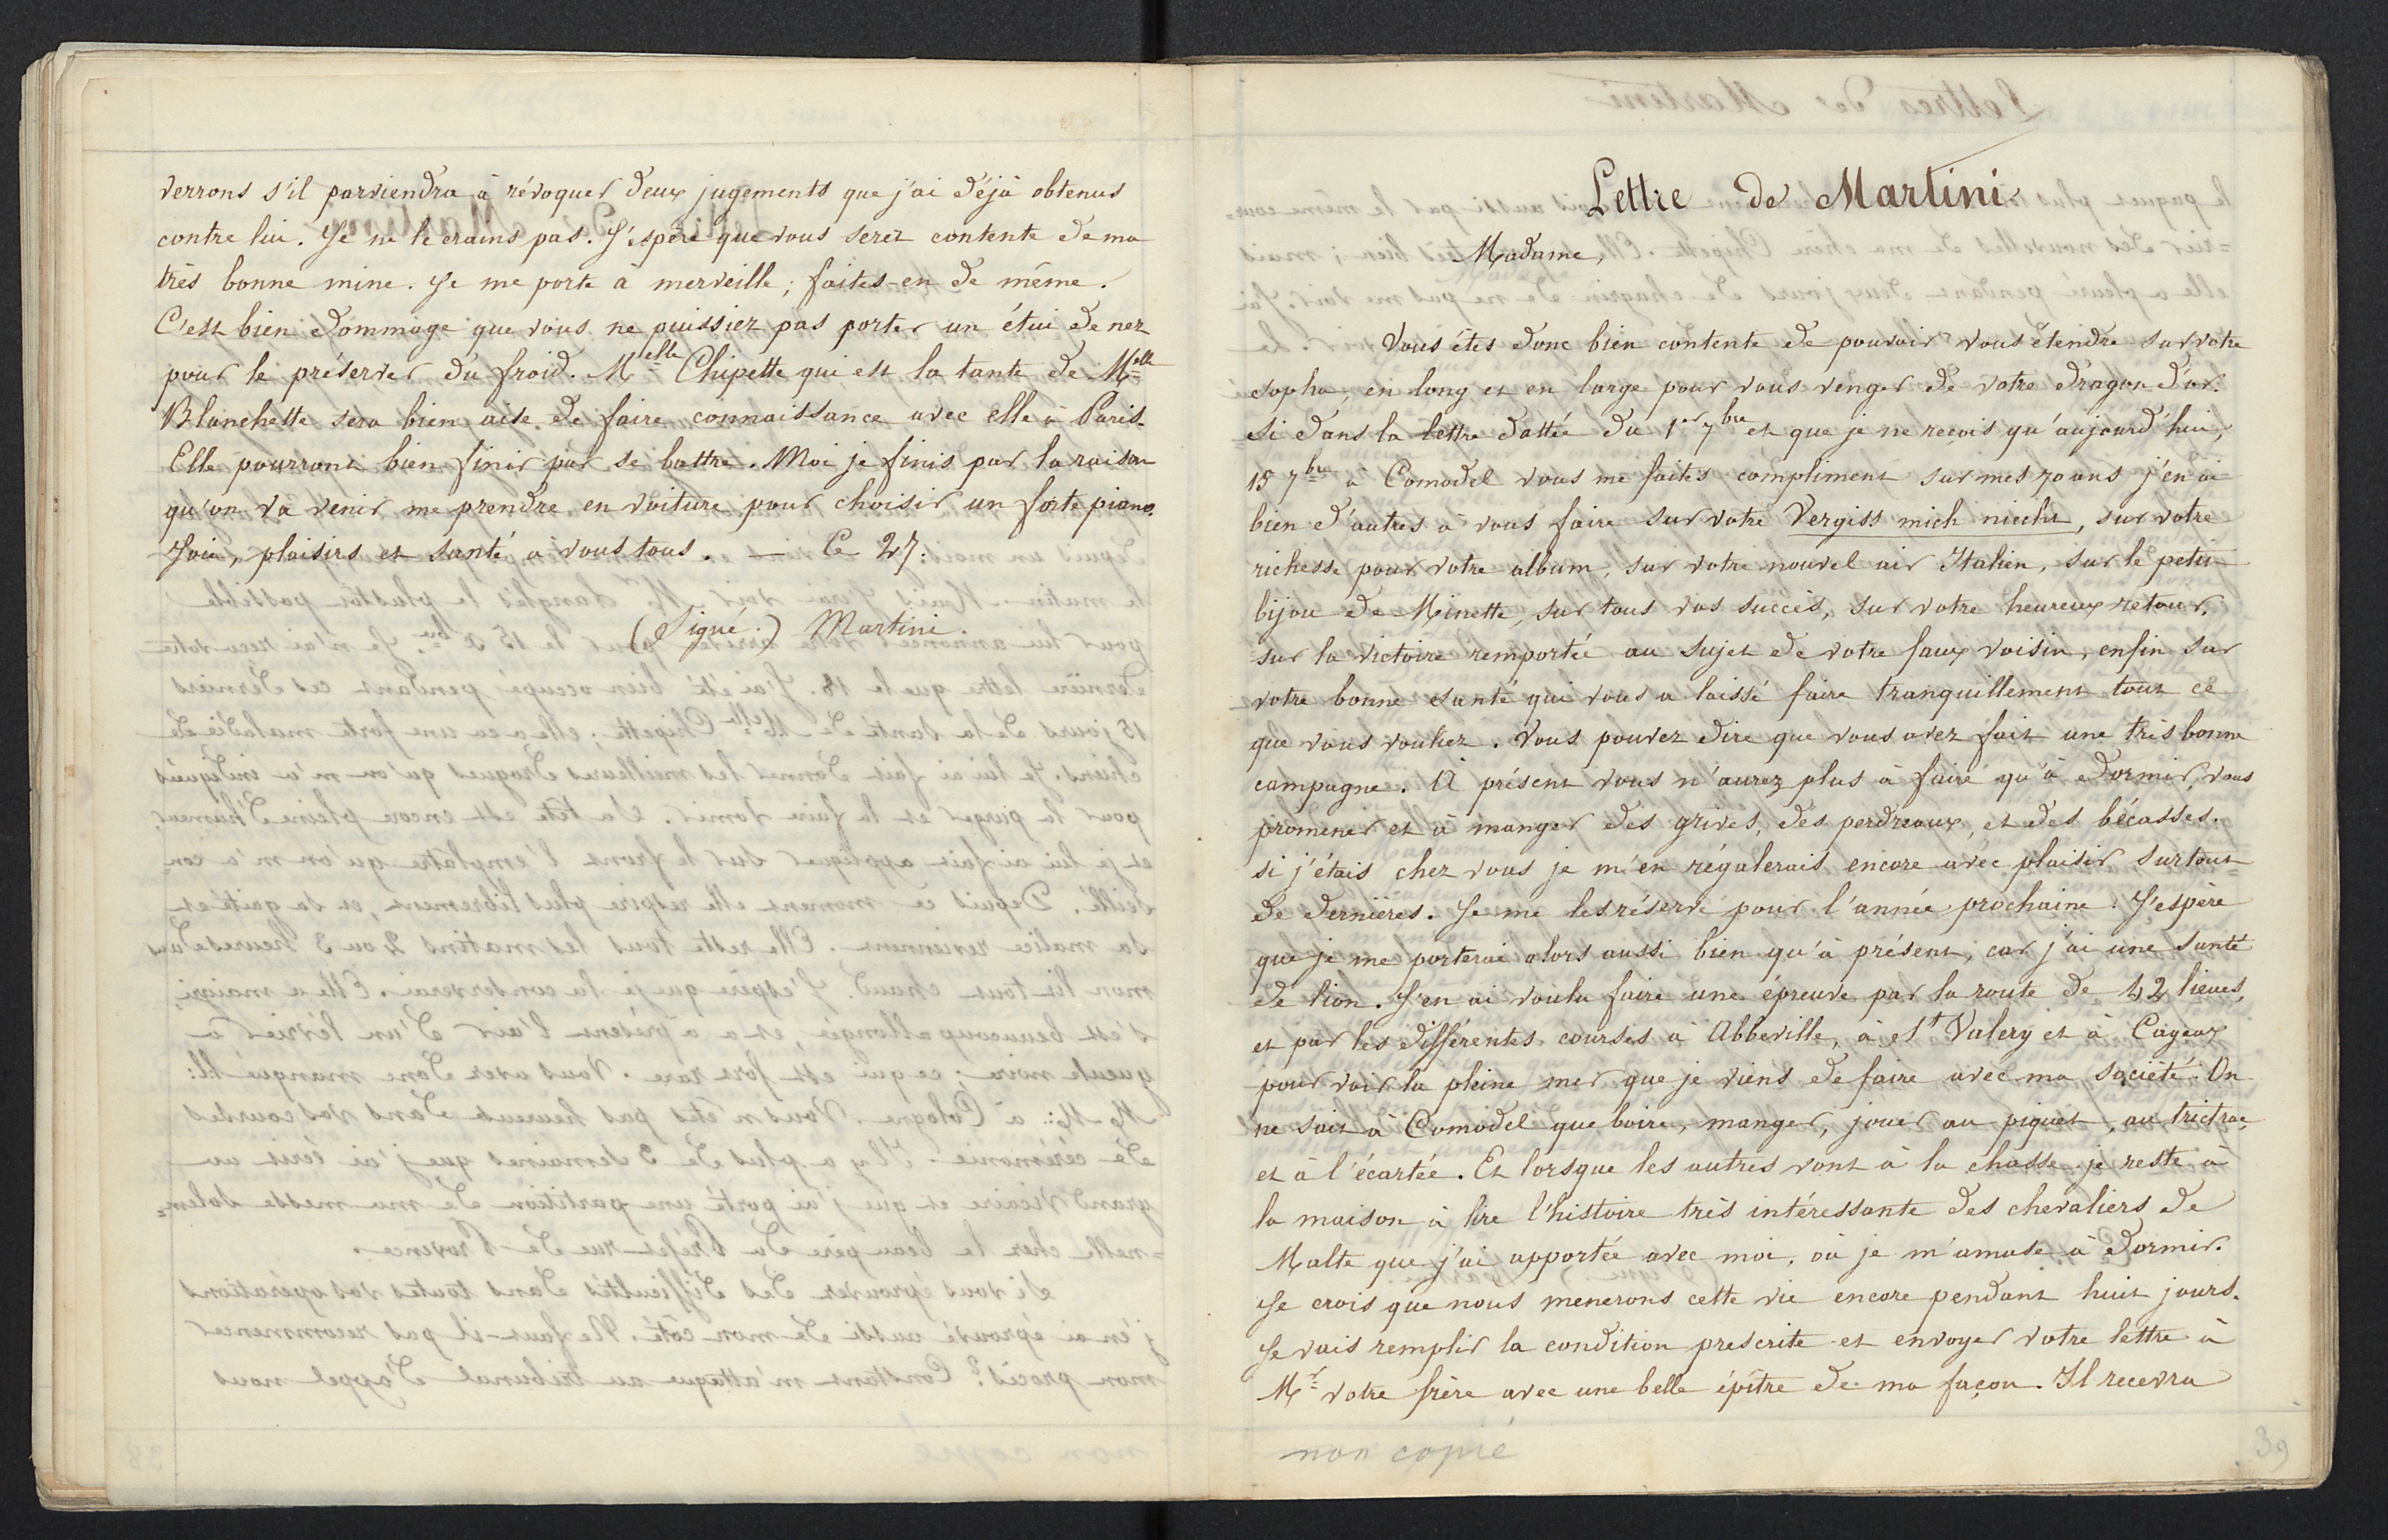 verrons s'il parviendra à révoquer deux jugements que j'ai déjà obtenus
contre lui. Je ne le crains pas. J'espère que vous serez contente de ma
très bonne mine. Je me porte à merveille; faites-en de même.
C'est bien dommage que vous ne puissiez pas porter un étui de nez
pour le préserver du froid. Melle Chipette qui est la tante de Melle
Blanchette sera bien aise de faire connaissance avec elle à Paris.
Elle pourront bien finir par se battre. Moi je finis par la raison
qu'on va venir me prendre en voiture pour choisir un forte piano.
Joie, plaisirs et santé à vous tous. — Ce 27.
(Signé.) Martini.
Lettre de Martini.
Madame,
Vous êtes donc bien contente de pouvoir vous étendre sur votre
sopha, en long et en large pour vous venger de votre dragon d'or.
Si dans la lettre dattée du 1er 7bre et que je ne reçois qu'aujourd'hui,
15 7bre à Comodel vous me faites compliment sur mes 70 ans j'en ai
bien d'autres à vous faire sur votre Vergiss mich niecht, sur votre
richesse pour votre album, sur votre nouvel air Italien, sur le petit
bijou de Minette, sur tous vos succès, sur votre heureux retour,
sur la victoire remportée au sujet de votre faux voisin, enfin sur
votre bonne santé qui vous a laissé faire tranquillement tout ce
que vous vouliez. Vous pouvez dire que vous avez fait une très bonne
campagne. À présent vous n'aurez plus à faire qu'à dormir, vous
promener et à manger des grives, des perdreaux, et des bécasses.
si j'étais chez vous je m'en régalerais encore avec plaisir surtout
de dernières. Je me les réserve pour l'année prochaine. J'espère
que je me porterai alors aussi bien qu'à présent, car j'ai une santé
de lion. J'en ai voulu faire une épreuve par la route de 42 lieues,
et par les différentes courses à Abbeville, à St Valery et à Cayeux
pour voir la pleine mer que je viens de faire avec ma société. On
ne fait à Comodel que boire, manger, jouer au piquet, au trictrac,
et à l'écartée. Et lorsque les autres vont à la chasse je reste à
la maison à lire l'histoire très intéressante des chevaliers de
Malte que j'ai apportée avec moi, où je m'amuse à dormir.
Je crois que nous menerons cette vie encore pendant huit jours.
Je vais remplir la condition prescrite et envoyer votre lettre à
Mr votre frère avec une belle épitre de ma façon. Il recevra
non copié
39